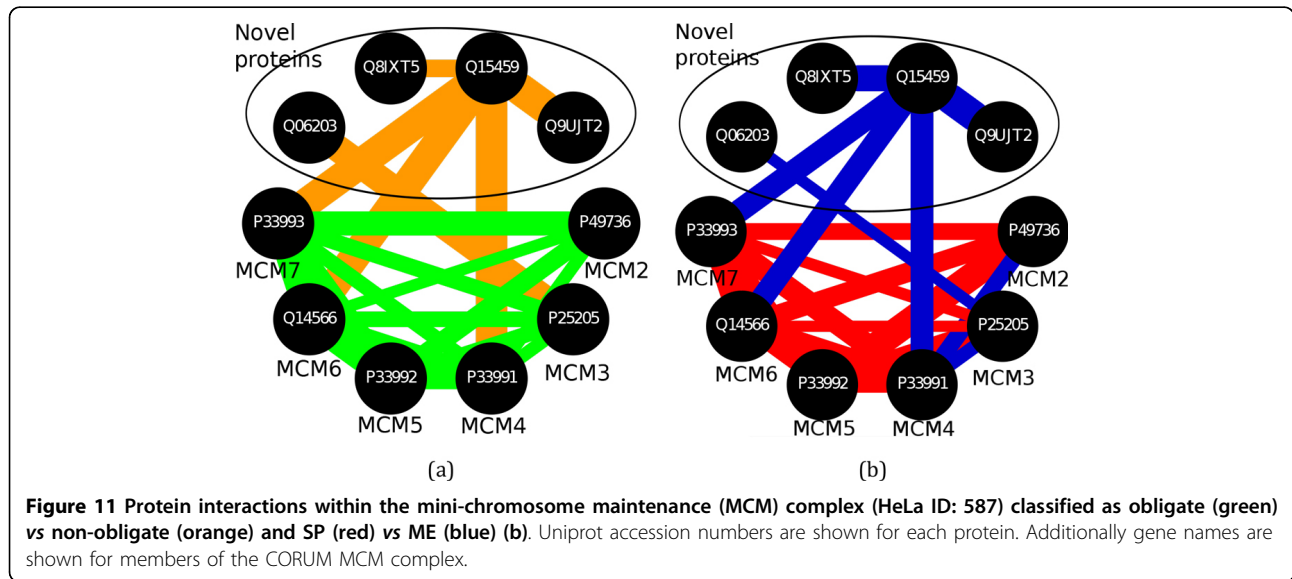 Novel
proteins
Q8IXT5
Q15459
Q06203
Q9UJT2
P33993
P49736
MCM7
MCM2
Q14566
P25205
MCM6
MCM3
P33992
P33991
MCM5
MCM4
(a)
Novel
proteins
Q8IXT5
Q15459
Q06203
Q9UJT2
P33993
P49736
MCM7
MCM2
Q14566
P25205
MCM6
MCM3
P33992
P33991
MCM5
MCM4
(b)
Figure 11 Protein interactions within the mini-chromosome maintenance (MCM) complex (HeLa ID: 587) classified as obligate (green)
vs non-obligate (orange) and SP (red) vs ME (blue) (b). Uniprot accession numbers are shown for each protein. Additionally gene names are
shown for members of the CORUM MCM complex.